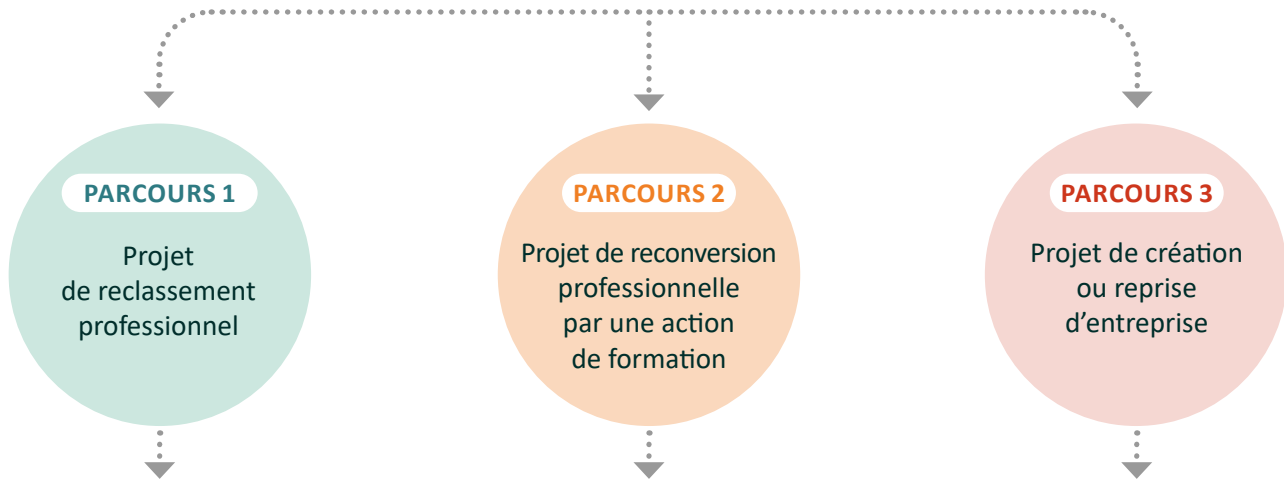 PARCOURS 1
Projet
de reclassement
professionnel
PARCOURS 2
Projet de reconversion
professionnelle
par une action
de formation
PARCOURS 3
Projet de création
ou reprise
d’entreprise